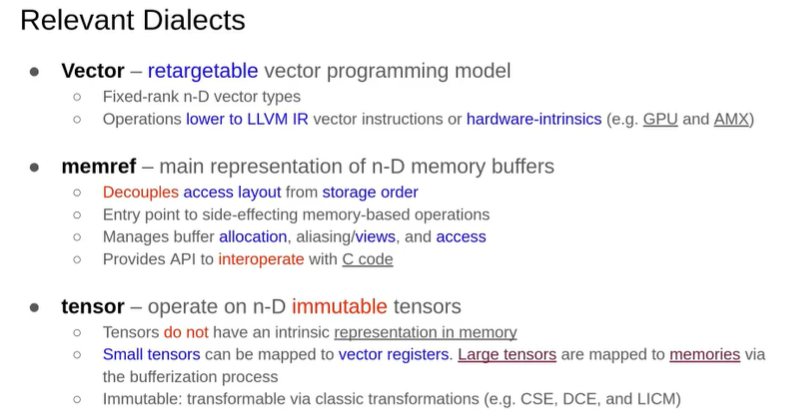 Relevant Dialects
● Vector – retargetable vector programming model
○ Fixed-rank n-D vector types
○ Operations lower to LLVM IR vector instructions or hardware-intrinsics (e.g. GPU and AMX)
● memref – main representation of n-D memory buffers
○ Decouples access layout from storage order
○ Entry point to side-effecting memory-based operations
○ Manages buffer allocation, aliasing/views, and access
○ Provides API to interoperate with C code
● tensor – operate on n-D immutable tensors
○ Tensors do not have an intrinsic representation in memory
○ Small tensors can be mapped to vector registers. Large tensors are mapped to memories via
the bufferization process
○ Immutable: transformable via classic transformations (e.g. CSE, DCE, and LICM)